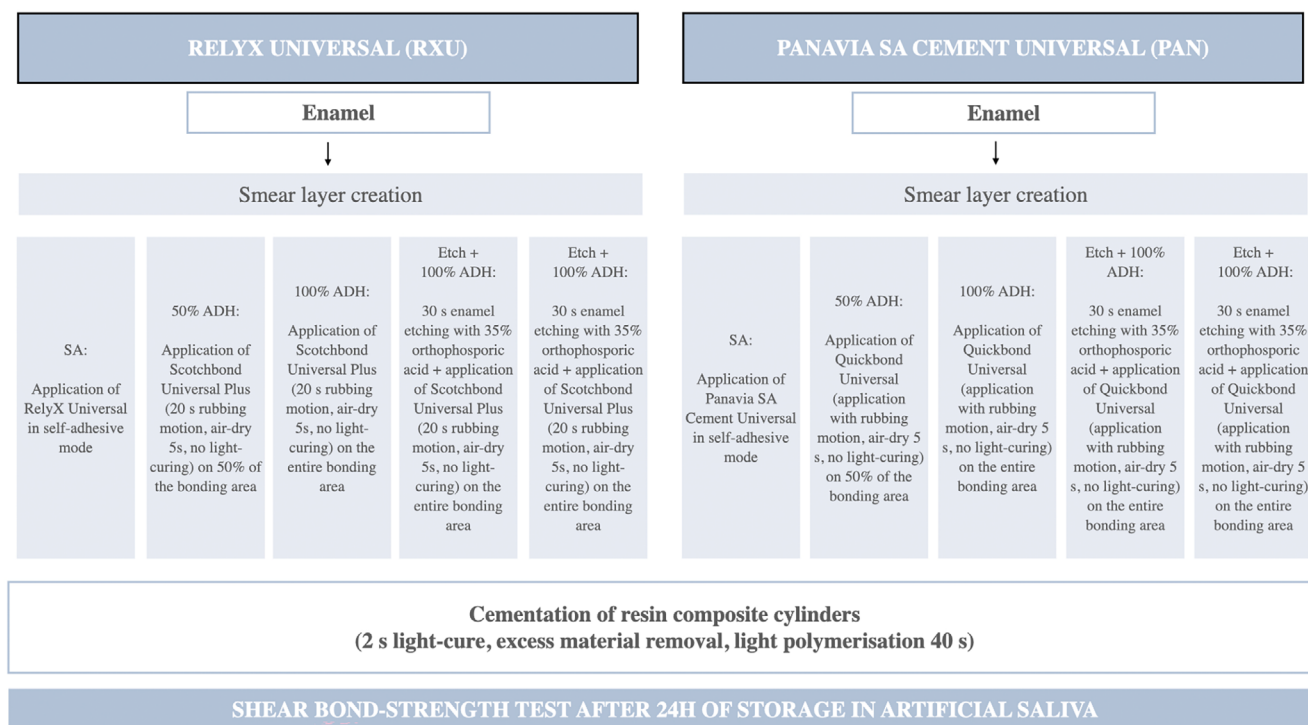 RELYX UNIVERSAL (RXU)
Enamel
Smear layer creation
SA:
Application of
RelyX Universal
in self-adhesive
mode
50% ADH:
Application of
Scotchbond
Universal Plus
(20 s rubbing
motion, air-dry
5s, no light-
curing) on 50% of
the bonding area
100% ADH:
Application of
Scotchbond
Universal Plus
(20 s rubbing
motion, air-dry
5s, no light-
curing) on the
entire bonding
area
Etch +
100% ADH:
30 s enamel
etching with 35%
orthophosporic
acid + application
of Scotchbond
Universal Plus
(20 s rubbing
motion, air-dry
5s, no light-
curing) on the
entire bonding
area
Etch +
100% ADH:
30 s enamel
etching with 35%
orthophosporic
acid + application
of Scotchbond
Universal Plus
(20 s rubbing
motion, air-dry
5s, no light-
curing) on the
entire bonding
area
PANAVIA SA CEMENT UNIVERSAL (PAN)
Enamel
Smear layer creation
SA:
Application of
Panavia SA
Cement Universal
in self-adhesive
mode
50% ADH:
Application of
Quickbond
Universal
(application
with rubbing
motion, air-dry 5
s, no light-curing)
on 50% of the
bonding area
100% ADH:
Application of
Quickbond
Universal
(application
with rubbing
motion, air-dry 5
s, no light-curing)
on the entire
bonding area
Etch + 100%
ADH:
30 s enamel
etching with 35%
orthophosporic
acid + application
of Quickbond
Universal
(application
with rubbing
motion, air-dry 5
s, no light-curing)
on the entire
bonding area
Etch +
100% ADH:
30 s enamel
etching with 35%
orthophosporic
acid + application
of Quickbond
Universal
(application
with rubbing
motion, air-dry 5
s, no light-curing)
on the entire
bonding area
Cementation of resin composite cylinders
(2 s light-cure, excess material removal, light polymerisation 40 s)
SHEAR BOND-STRENGTH TEST AFTER 24H OF STORAGE IN ARTIFICIAL SALIVA